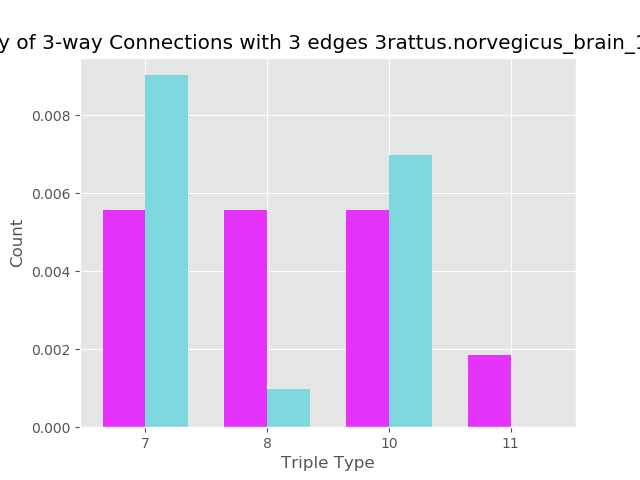 y of 3-way Connections with 3 edges 3rattus.norvegicus_brain_1
0.008
0.006
0.004
0.002
0.000
Count
7 8 10 11
Triple Type